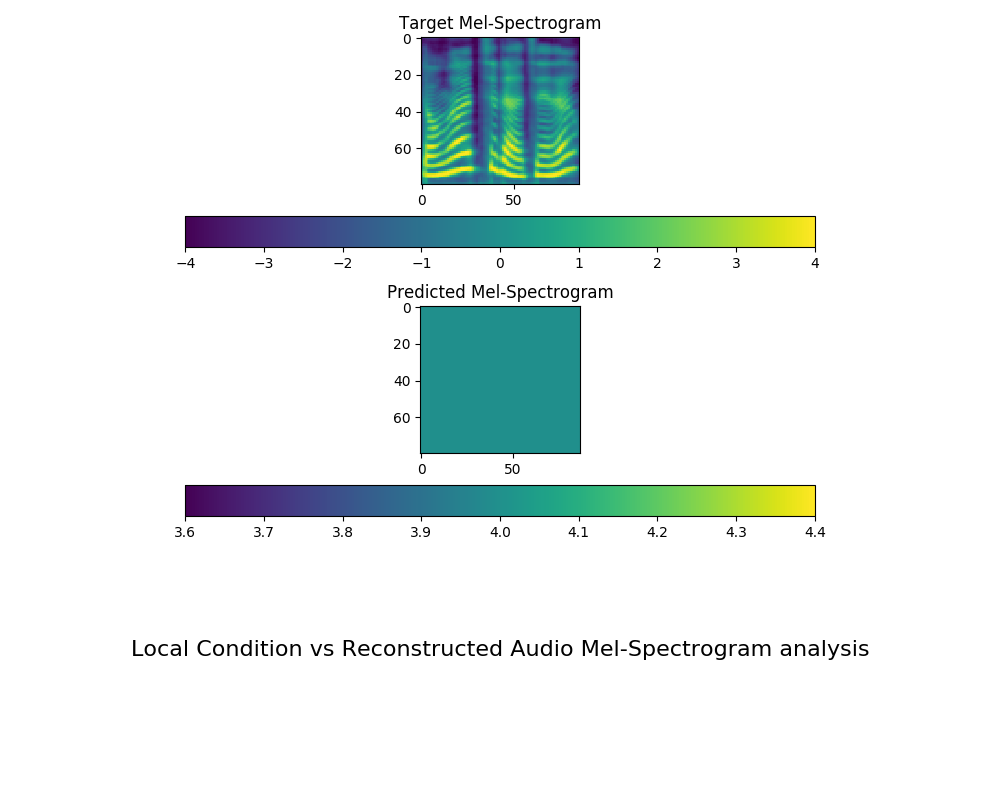 Target Mel-Spectrogram
0
20
40
60
0 50
−4 −3 −2 −1 0 1 2 3 4
Predicted Mel-Spectrogram
0
20
40
60
0 50
3.6 3.7 3.8 3.9 4.0 4.1 4.2 4.3 4.4
Local Condition vs Reconstructed Audio Mel-Spectrogram analysis